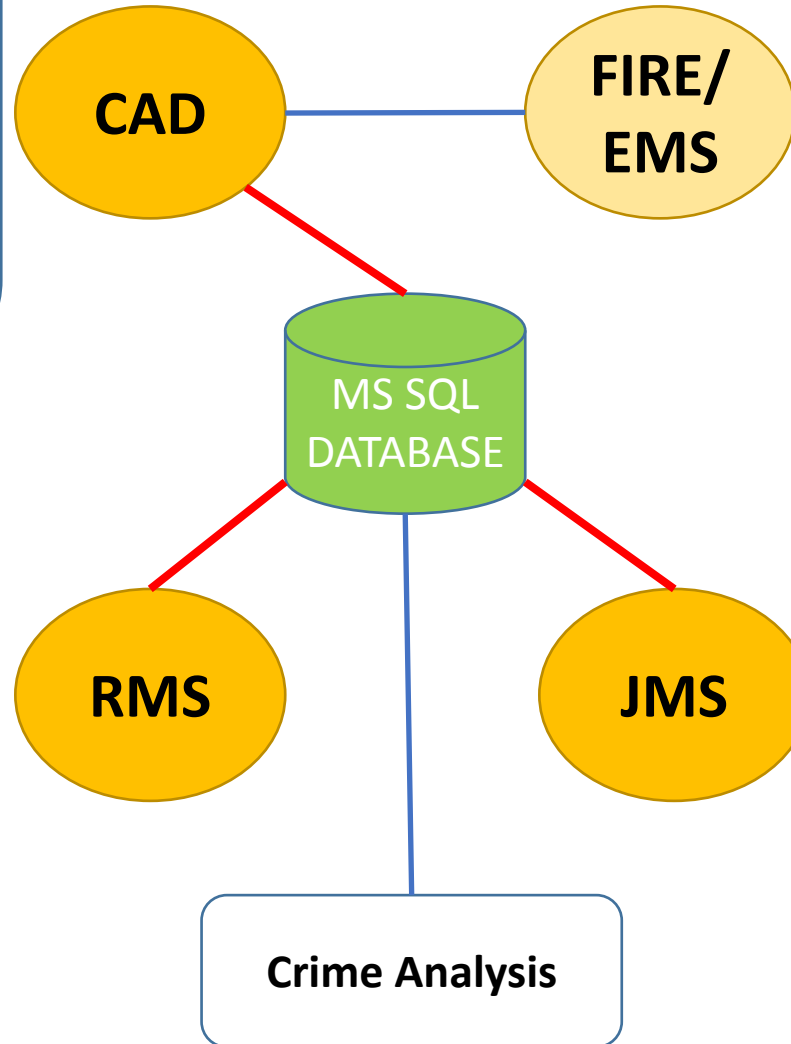 CAD
FIRE/
EMS
MS SQL
DATABASE
RMS
JMS
Crime Analysis